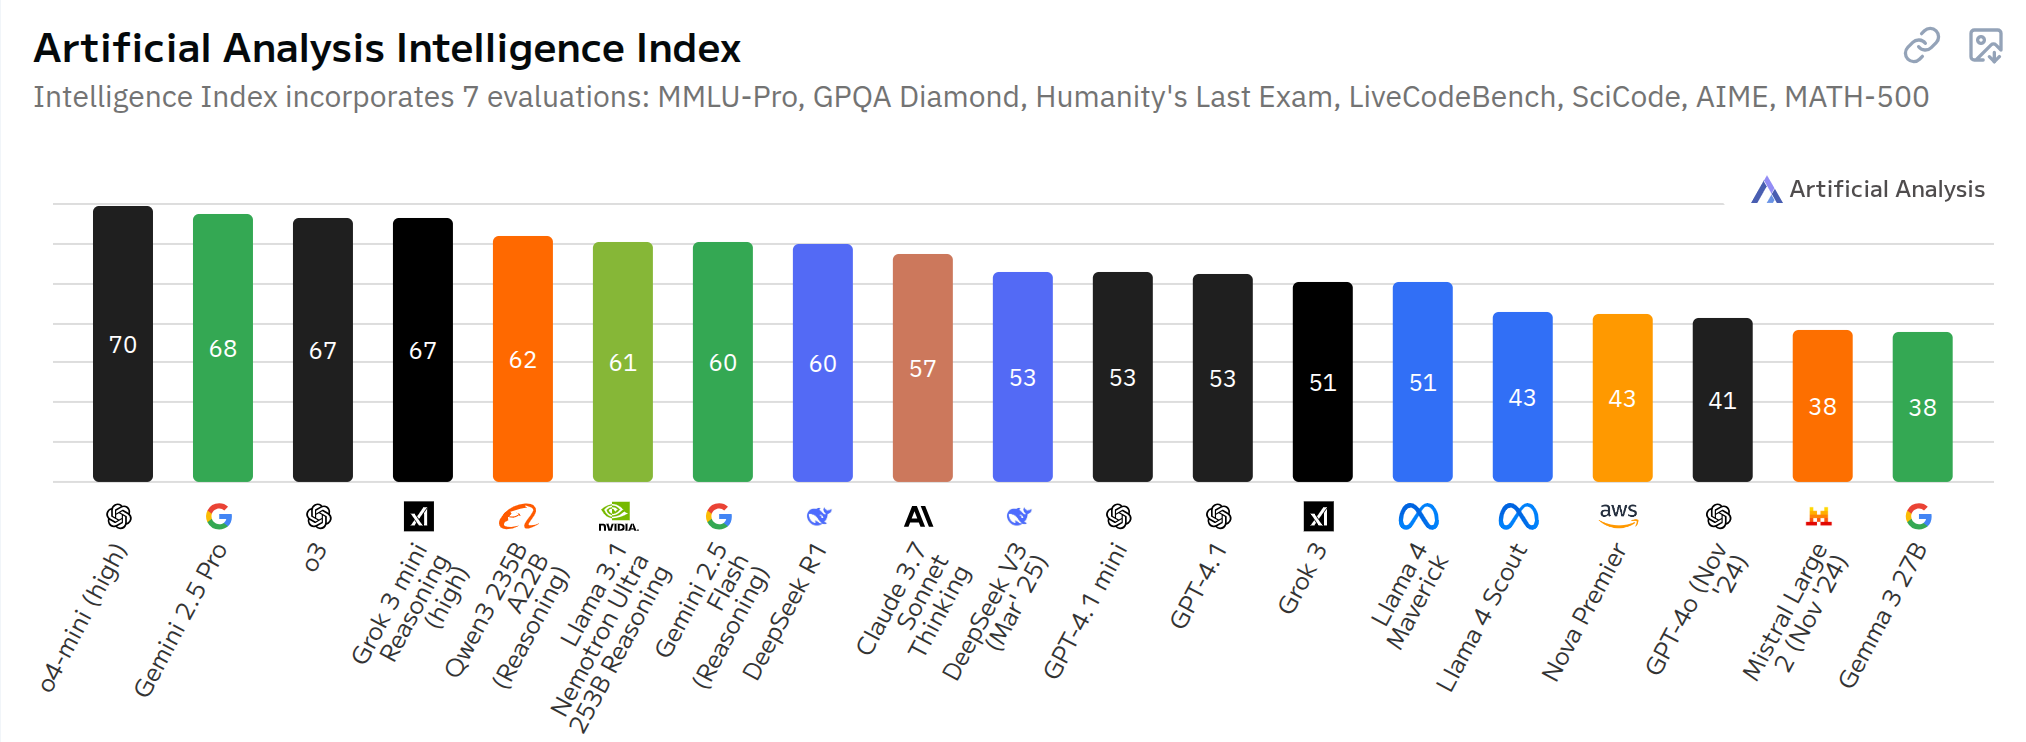 Artificial Analysis Intelligence Index
Intelligence Index incorporates 7 evaluations: MMLU-Pro, GPQA Diamond, Humanity's Last Exam, LiveCodeBench, SciCode, AIME, MATH-500
Artificial Analysis
70
68
67
67
62
61
60
60
57
53
53
53
51
51
43
43
41
38
38
xI
NVIDIA.
AI
xI
aws
o4-mini (high)
Gemini 2.5 Pro
o3
Grok 3 mini
Reasoning
(high)
Qwen3 235B
A22B
(Reasoning)
Llama 3.1
Nemotron Ultra
253B Reasoning
Gemini 2.5
Flash
(Reasoning)
DeepSeek R1
Claude 3.7
Sonnet
Thinking
DeepSeek V3
(Mar' 25)
GPT-4.1 mini
GPT-4.1
Grok 3
Llama 4
Maverick
Llama 4 Scout
Nova Premier
GPT-4o (Nov
'24)
Mistral Large
2 (Nov '24)
Gemma 3 27B